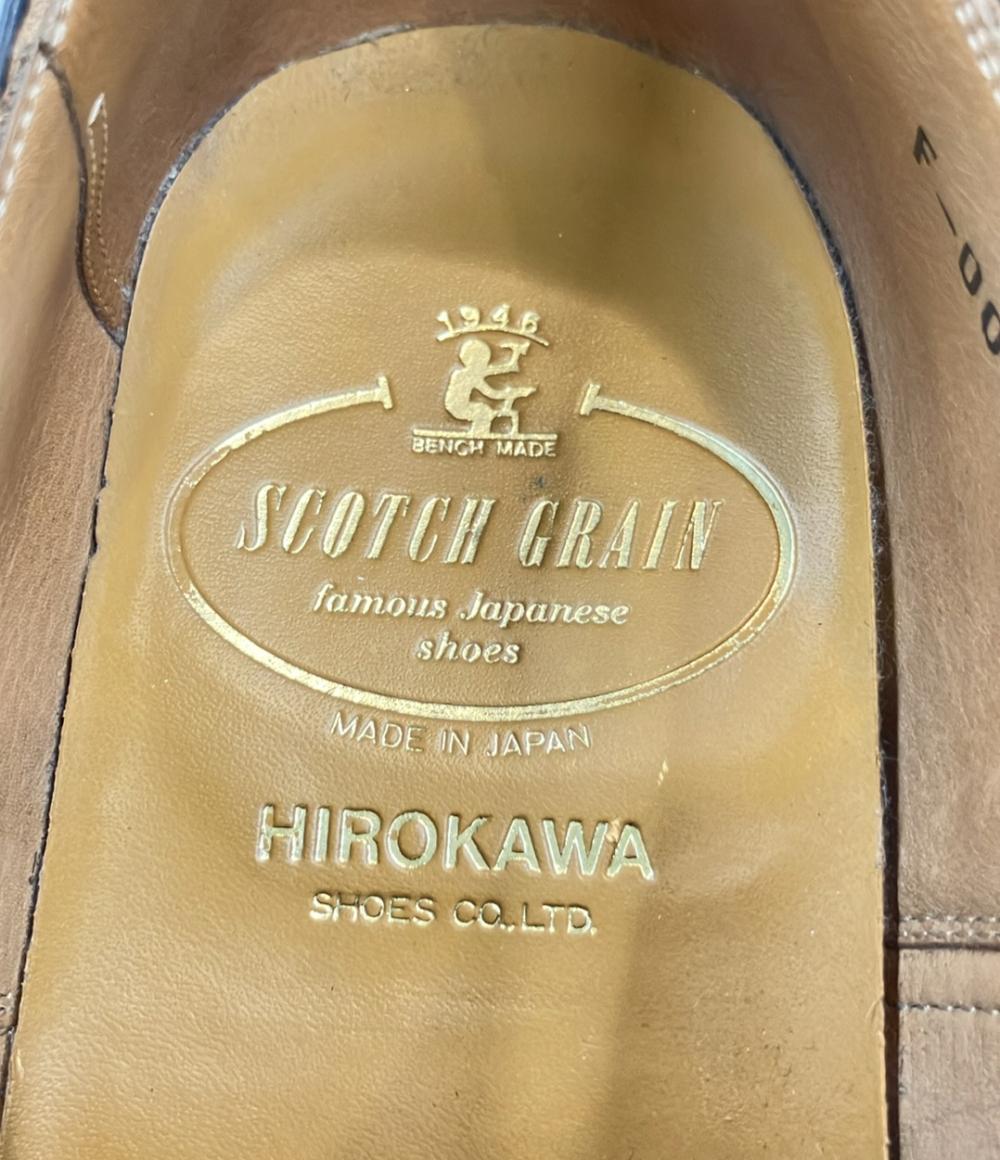 1946
BENCH MADE
SCOTCH GRAIN
famous Japanese
shoes
MADE IN JAPAN
HIROKAWA
SHOES CO., LTD.